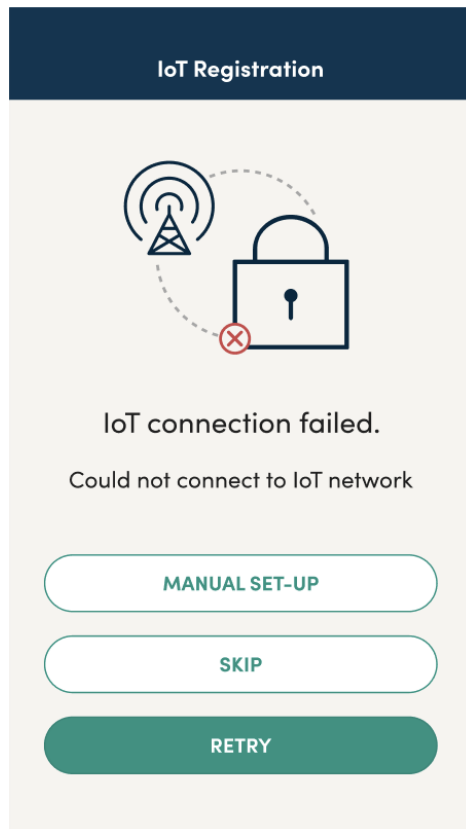 IoT Registration
IoT connection failed.
Could not connect to IoT network
MANUAL SET-UP
SKIP
RETRY